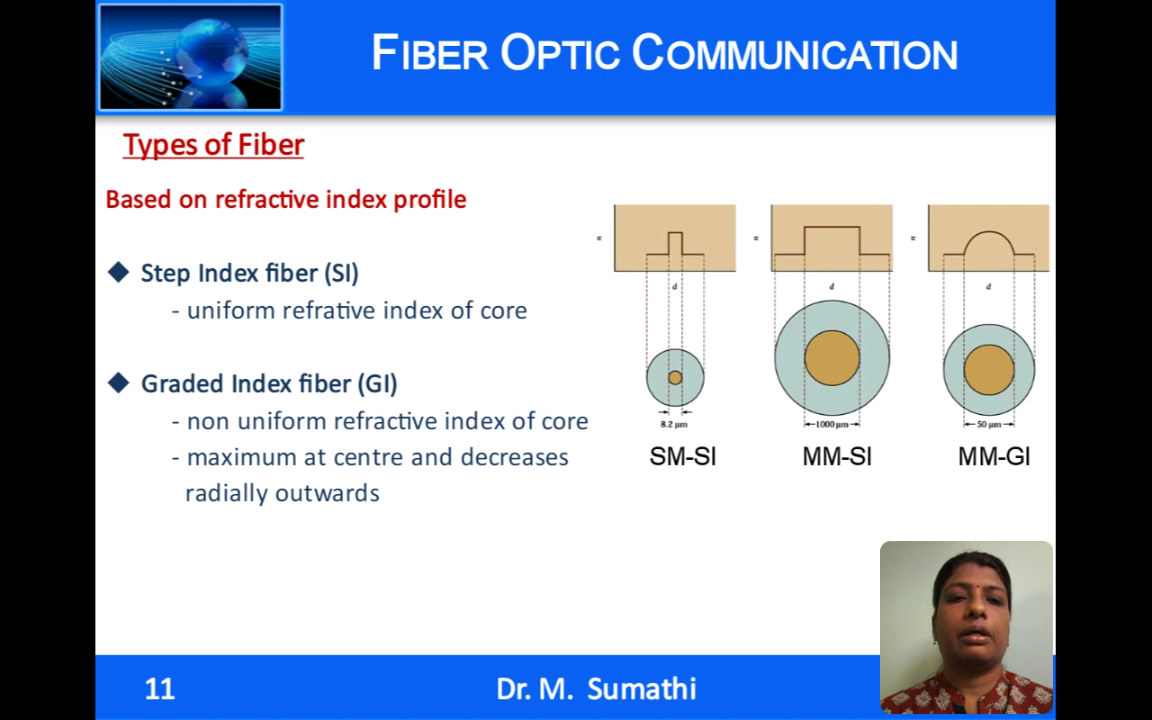 FIBER OPTIC COMMUNICATION
Types of Fiber
Based on refractive index profile
Step Index fiber (SI)
- uniform refrative index of core
Graded Index fiber (GI)
- non uniform refractive index of core
- maximum at centre and decreases
radially outwards
n n n
d d d
8.2 μm 1000 μm 50 μm
SM-SI MM-SI MM-GI
11 Dr. M. Sumathi